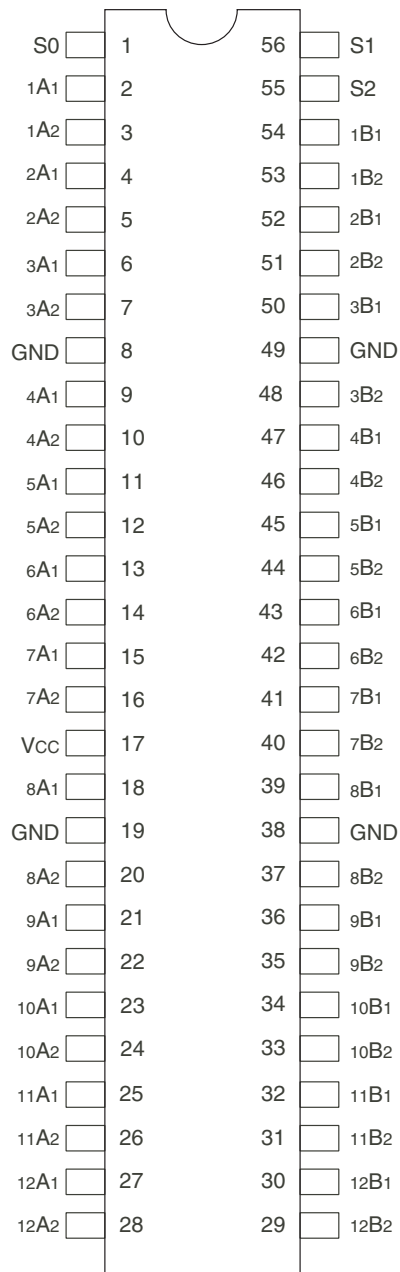 S0 1 56 S1
1A1 2 55 S2
1A2 3 54 1B1
2A1 4 53 1B2
2A2 5 52 2B1
3A1 6 51 2B2
3A2 7 50 3B1
GND 8 49 GND
4A1 9 48 3B2
4A2 10 47 4B1
5A1 11 46 4B2
5A2 12 45 5B1
6A1 13 44 5B2
6A2 14 43 6B1
7A1 15 42 6B2
7A2 16 41 7B1
VCC 17 40 7B2
8A1 18 39 8B1
GND 19 38 GND
8A2 20 37 8B2
9A1 21 36 9B1
9A2 22 35 9B2
10A1 23 34 10B1
10A2 24 33 10B2
11A1 25 32 11B1
11A2 26 31 11B2
12A1 27 30 12B1
12A2 28 29 12B2